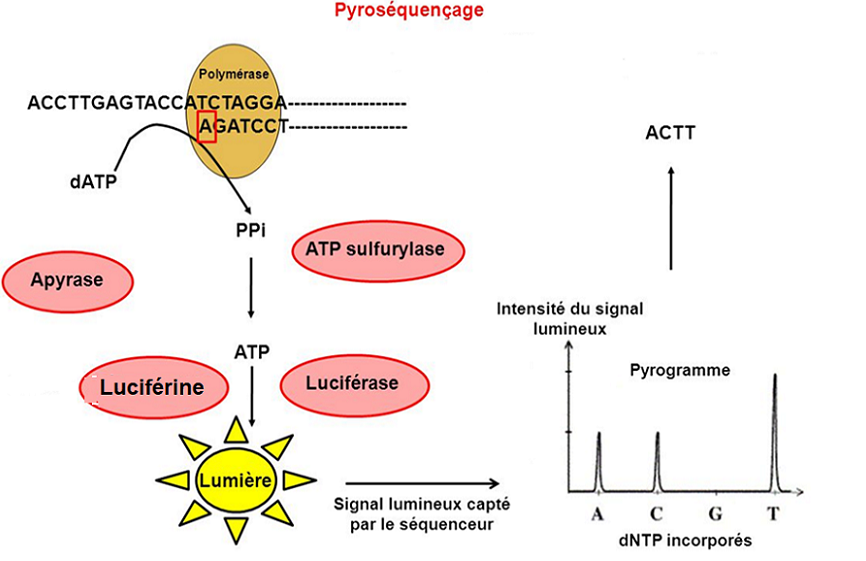 Pyroséquençage
Polymérase
ACCTTGAGTACCATCTAGGA--------------------
AGATCCT--------------------
dATP
PPi
ATP sulfurylase
Apyrase
ATP
Luciférine
Luciférase
Lumière
Signal lumineux capté
par le séquenceur
ACTT
Intensité du signal
lumineux
Pyrogramme
A C G T
dNTP incorporés